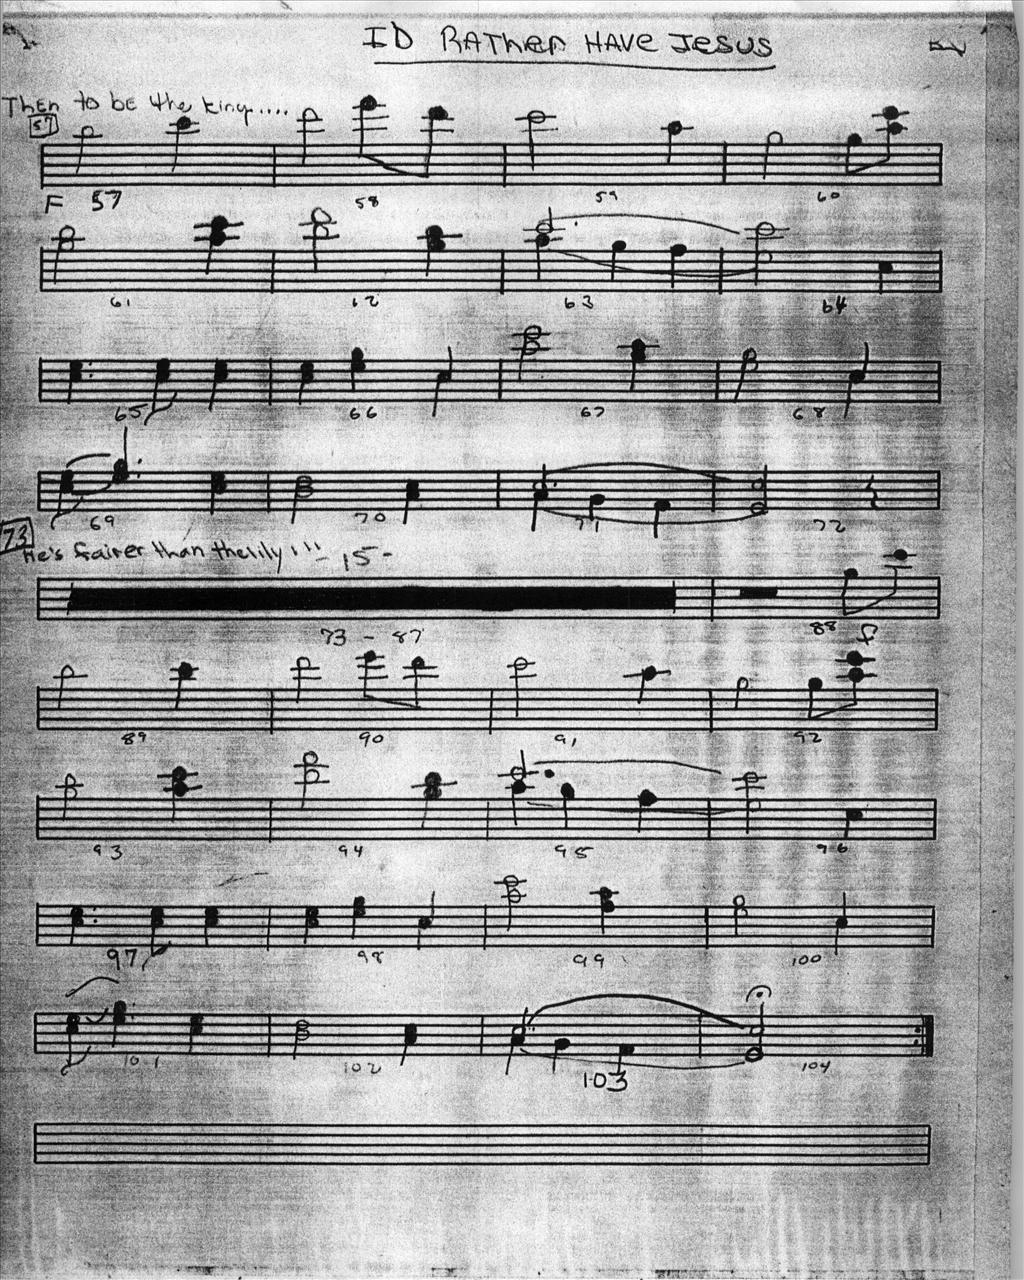 ID RATHER HAVE JESUS
Then to be the king....
57
F 57 58 59 60
61 62 63 64
65 66 67 68
69 70 71 72
73
He's fairer than the lily ''' - 15 -
73 - 87 88
f
89 90 91 92
93 94 95 96
97 98 99 100
101 102 103 104